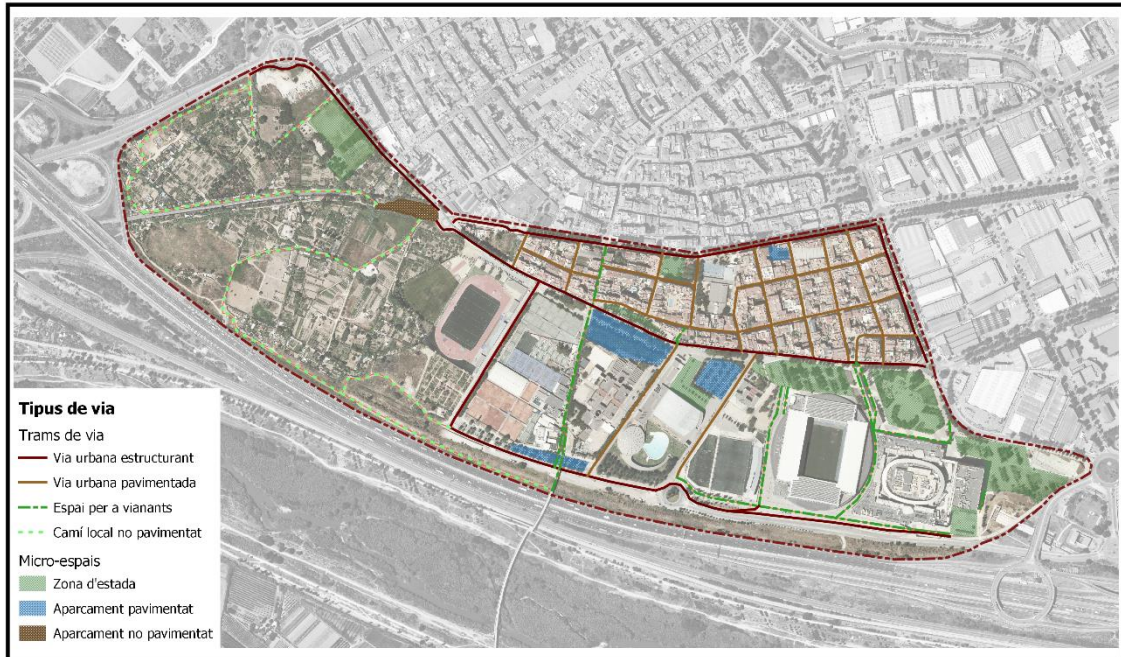 Tipus de via
Trams de via
Via urbana estructurant
Via urbana pavimentada
Espai per a vianants
Camí local no pavimentat
Micro-espais
Zona d'estada
Aparcament pavimentat
Aparcament no pavimentat